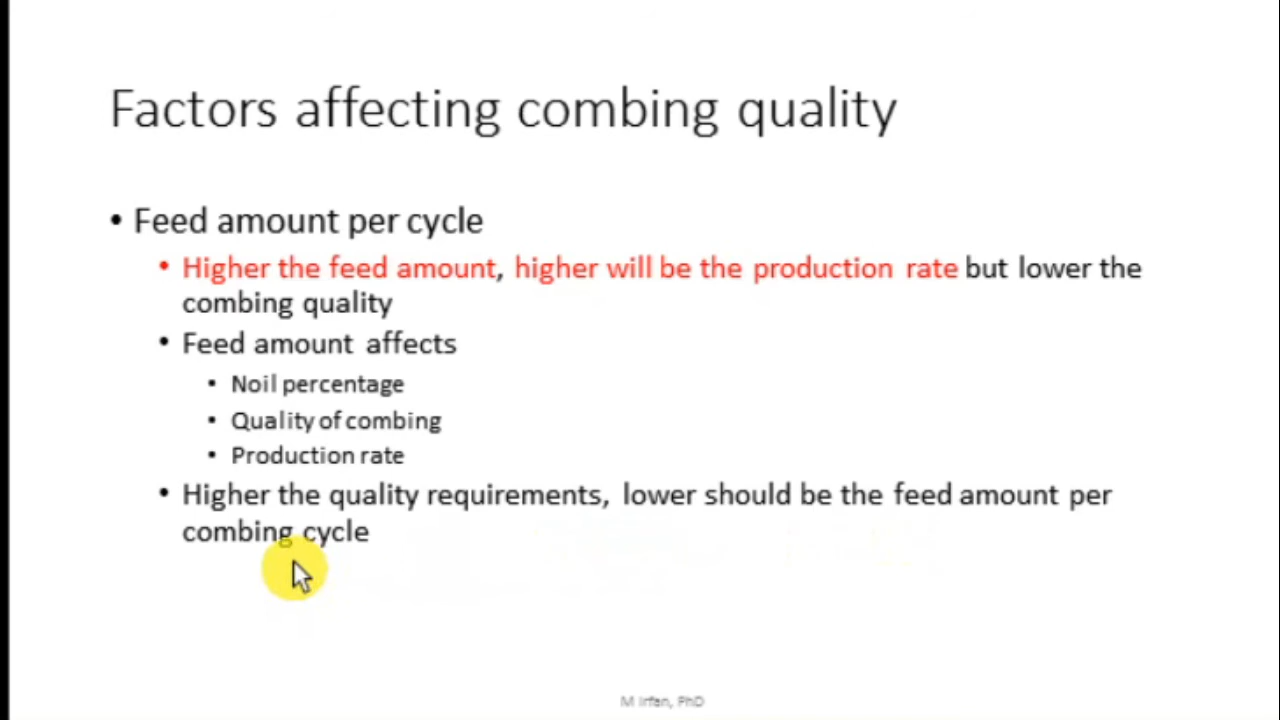 Factors affecting combing quality
• Feed amount per cycle
• Higher the feed amount, higher will be the production rate but lower the
combing quality
• Feed amount affects
• Noil percentage
• Quality of combing
• Production rate
• Higher the quality requirements, lower should be the feed amount per
combing cycle
M Irfan, PhD